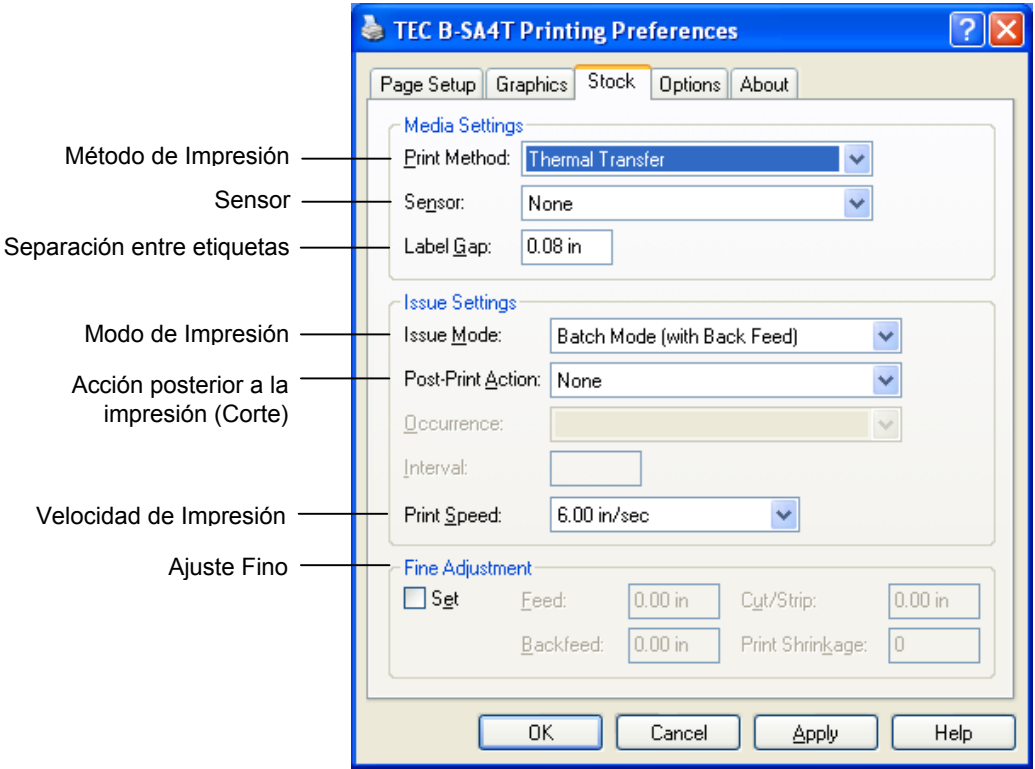 TEC B-SA4T Printing Preferences
Page Setup Graphics Stock Options About
Media Settings
Método de Impresión Print Method: Thermal Transfer
Sensor Sensor: None
Separación entre etiquetas Label Gap: 0.08 in
Issue Settings
Modo de Impresión Issue Mode: Batch Mode (with Back Feed)
Acción posterior a la Post-Print Action: None
impresión (Corte)
Occurrence:
Interval:
Velocidad de Impresión Print Speed: 6.00 in/sec
Ajuste Fino Fine Adjustment
Set Feed: 0.00 in Cut/Strip: 0.00 in
Backfeed: 0.00 in Print Shrinkage: 0
OK Cancel Apply Help